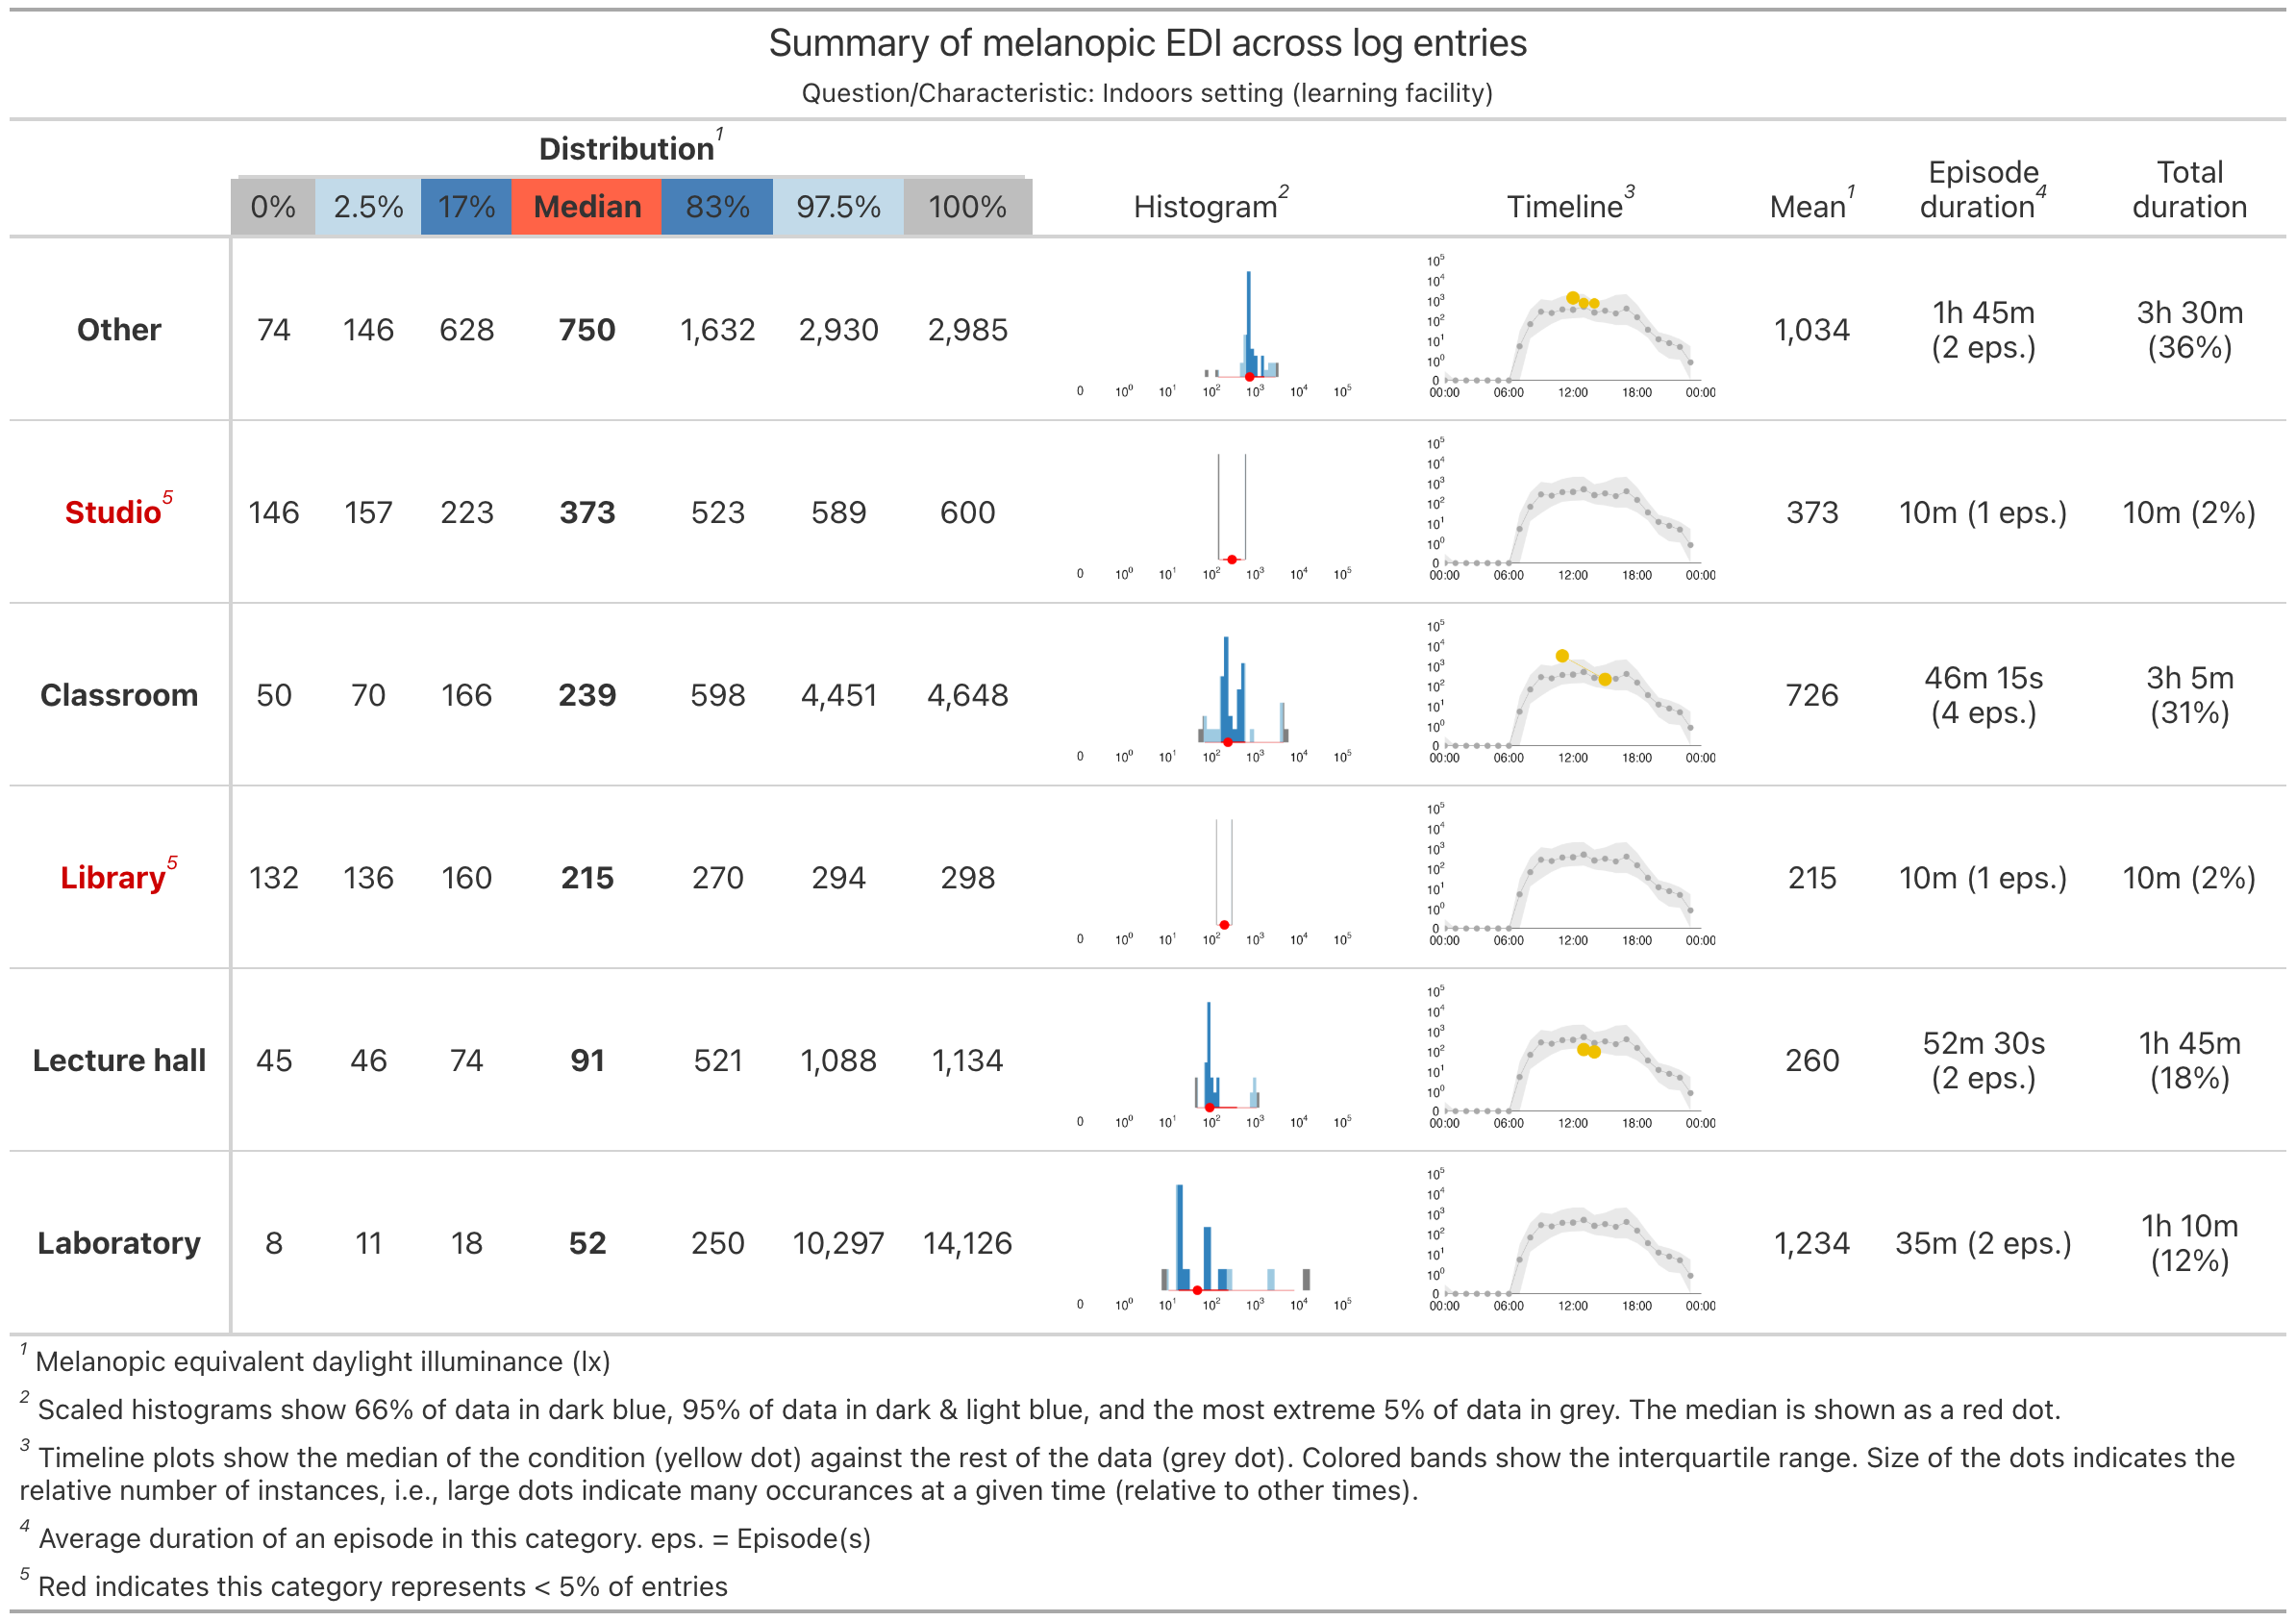 Summary of melanopic EDI across log entries
Question/Characteristic: Indoors setting (learning facility)
Distribution1
0% 2.5% 17% Median 83% 97.5% 100% Histogram2 Timeline3 Mean1 Episode duration4 Total duration
Other 74 146 628 750 1,632 2,930 2,985 1,034 1h 45m (2 eps.) 3h 30m (36%)
0 10^0 10^1 10^2 10^3 10^4 10^5
10^5
10^4
10^3
10^2
10^1
10^0
0
00:00 06:00 12:00 18:00 00:00
Studio5 146 157 223 373 523 589 600 373 10m (1 eps.) 10m (2%)
0 10^0 10^1 10^2 10^3 10^4 10^5
10^5
10^4
10^3
10^2
10^1
10^0
0
00:00 06:00 12:00 18:00 00:00
Classroom 50 70 166 239 598 4,451 4,648 726 46m 15s (4 eps.) 3h 5m (31%)
0 10^0 10^1 10^2 10^3 10^4 10^5
10^5
10^4
10^3
10^2
10^1
10^0
0
00:00 06:00 12:00 18:00 00:00
Library5 132 136 160 215 270 294 298 215 10m (1 eps.) 10m (2%)
0 10^0 10^1 10^2 10^3 10^4 10^5
10^5
10^4
10^3
10^2
10^1
10^0
0
00:00 06:00 12:00 18:00 00:00
Lecture hall 45 46 74 91 521 1,088 1,134 260 52m 30s (2 eps.) 1h 45m (18%)
0 10^0 10^1 10^2 10^3 10^4 10^5
10^5
10^4
10^3
10^2
10^1
10^0
0
00:00 06:00 12:00 18:00 00:00
Laboratory 8 11 18 52 250 10,297 14,126 1,234 35m (2 eps.) 1h 10m (12%)
0 10^0 10^1 10^2 10^3 10^4 10^5
10^5
10^4
10^3
10^2
10^1
10^0
0
00:00 06:00 12:00 18:00 00:00
1 Melanopic equivalent daylight illuminance (lx)
2 Scaled histograms show 66% of data in dark blue, 95% of data in dark & light blue, and the most extreme 5% of data in grey. The median is shown as a red dot.
3 Timeline plots show the median of the condition (yellow dot) against the rest of the data (grey dot). Colored bands show the interquartile range. Size of the dots indicates the
relative number of instances, i.e., large dots indicate many occurances at a given time (relative to other times).
4 Average duration of an episode in this category. eps. = Episode(s)
5 Red indicates this category represents < 5% of entries